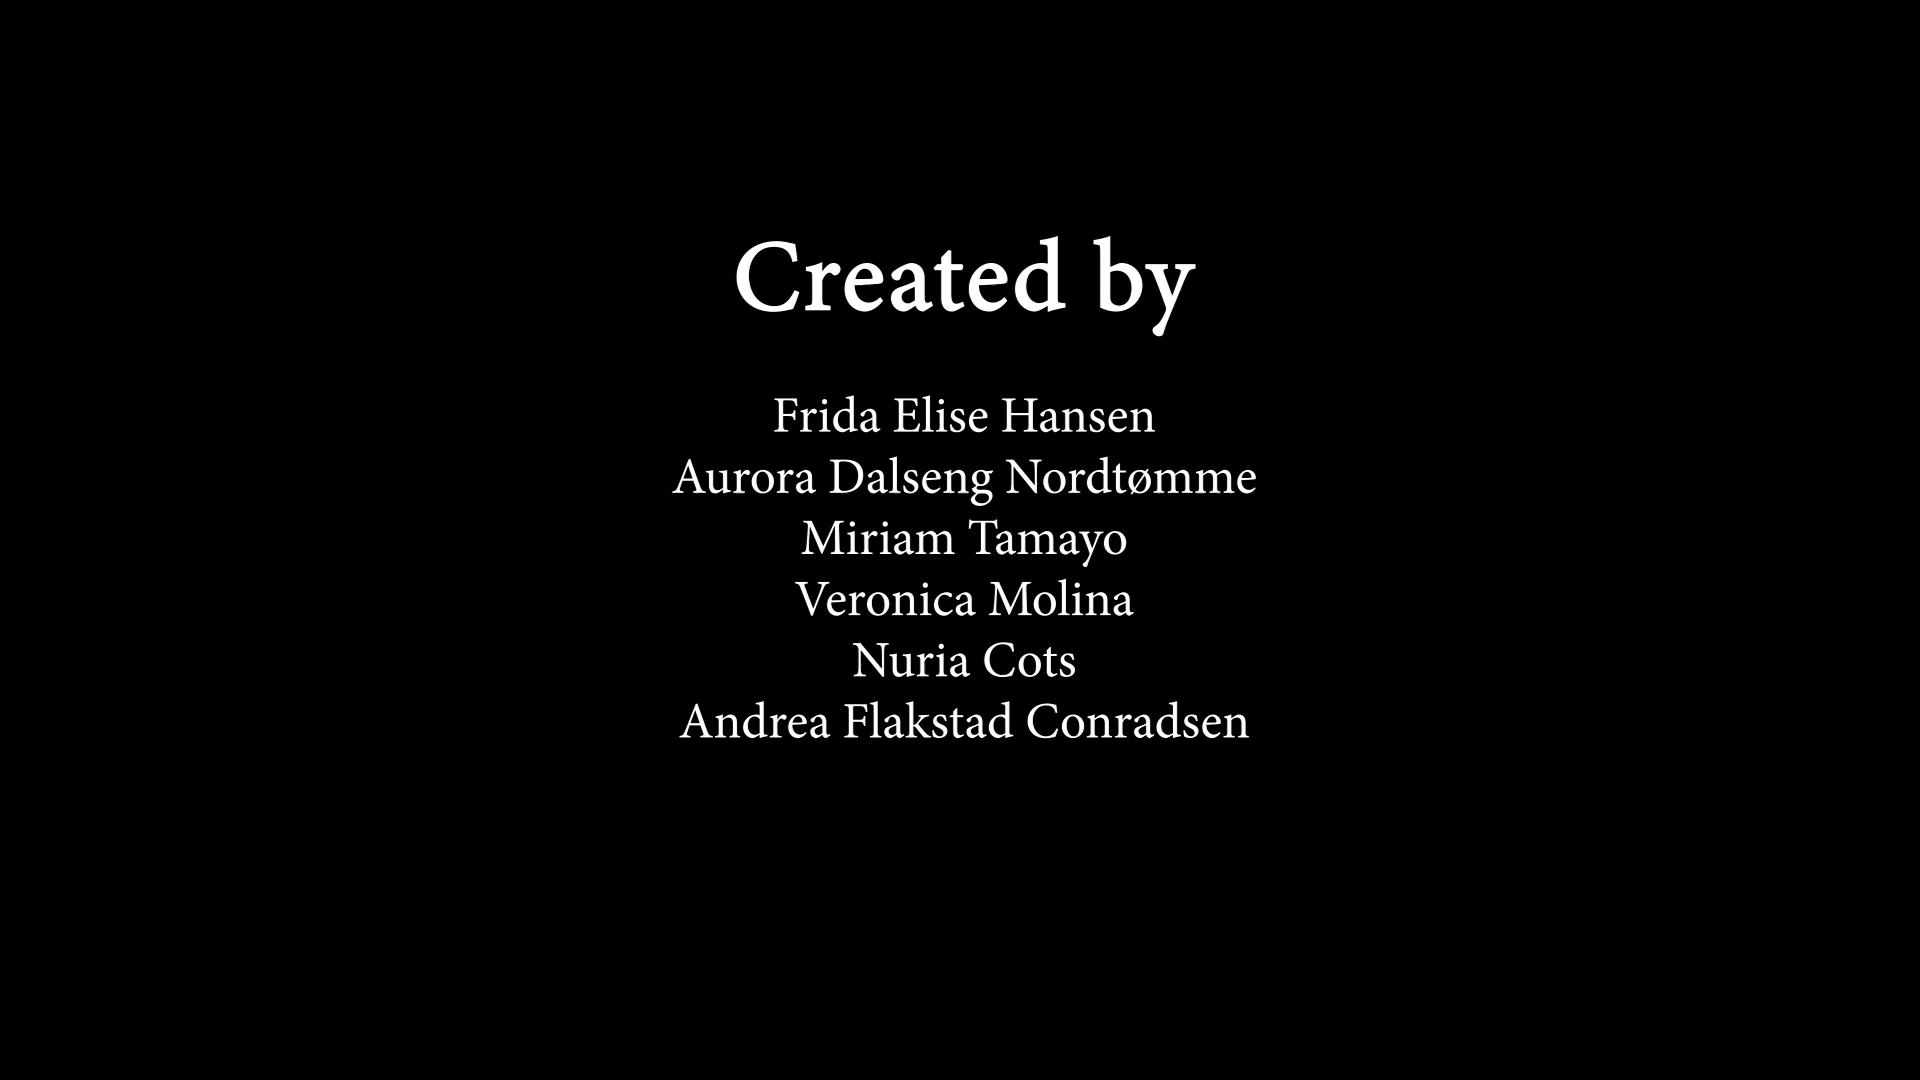 Created by
Frida Elise Hansen
Aurora Dalseng Nordtømme
Miriam Tamayo
Veronica Molina
Nuria Cots
Andrea Flakstad Conradsen